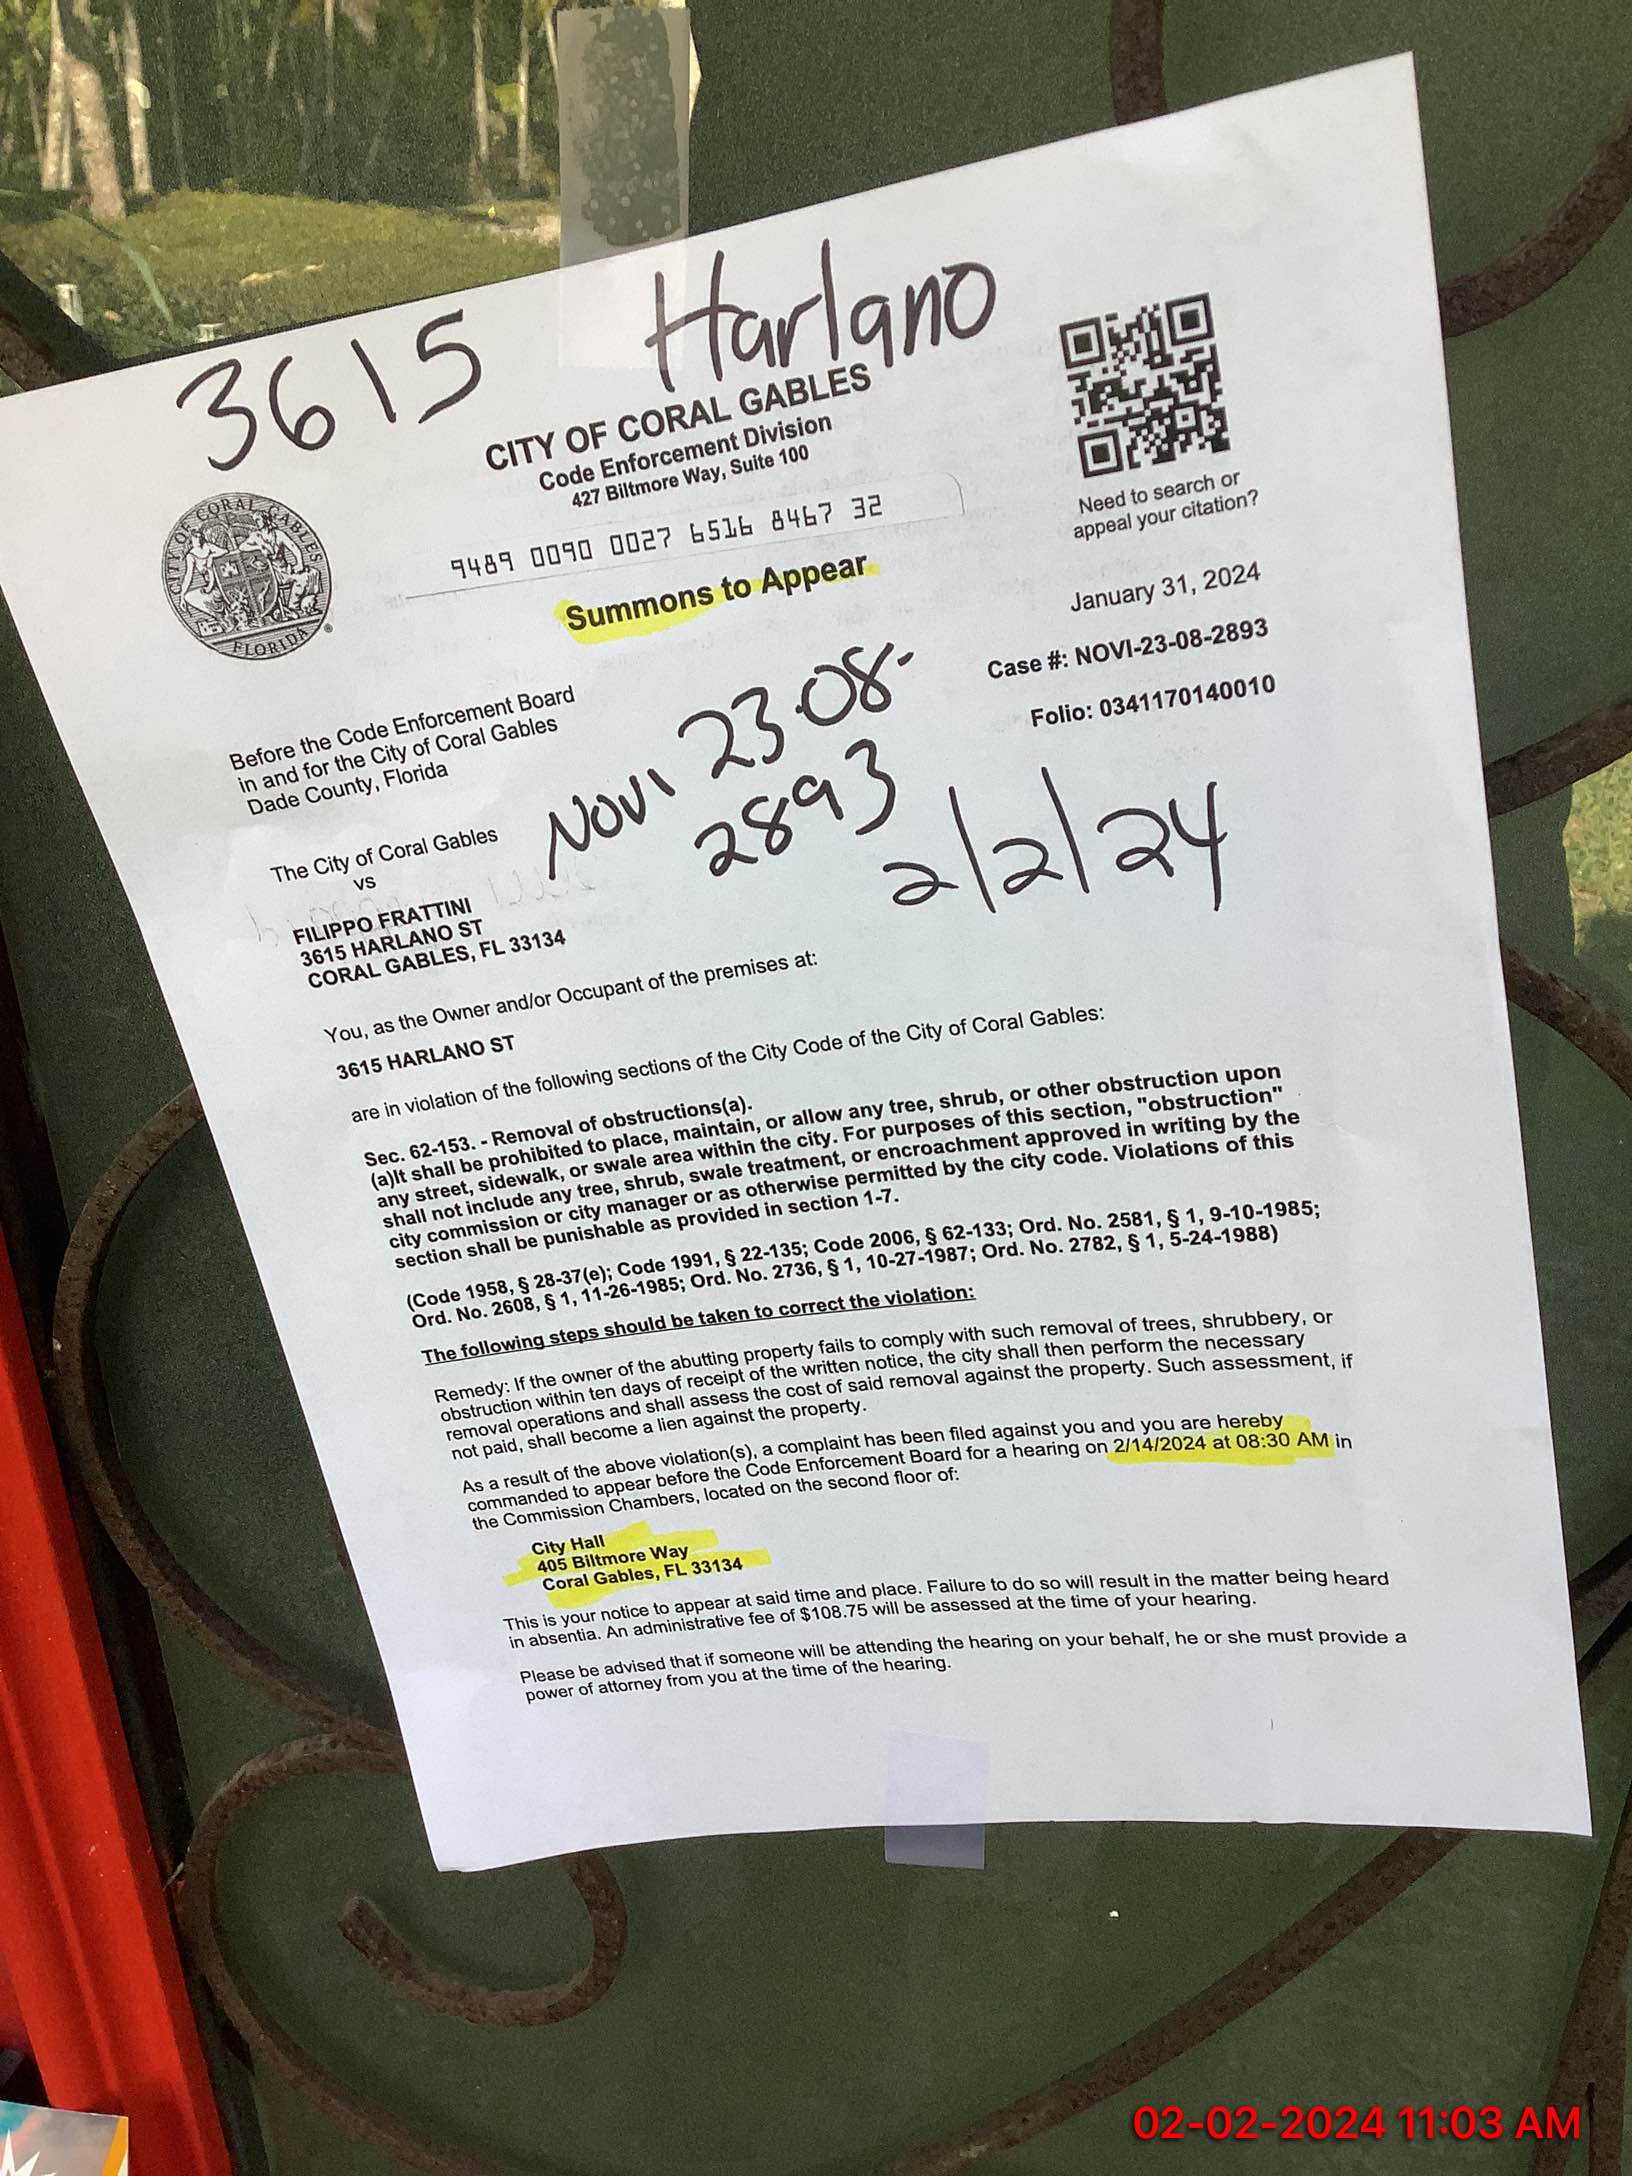 3615 Harlano
CITY OF CORAL GABLES
Code Enforcement Division
427 Biltmore Way, Suite 100
9489 0090 0027 6516 8467 32
CITY OF CORAL GABLES
FLORIDA
Need to search or
appeal your citation?
Summons to Appear
January 31, 2024
Case #: NOVI-23-08-2893
Folio: 0341170140010
Before the Code Enforcement Board
in and for the City of Coral Gables
Dade County, Florida
NOVI 23-08-
2893
2/2/24
The City of Coral Gables
vs
FILIPPO FRATTINI
3615 HARLANO ST
CORAL GABLES, FL 33134
You, as the Owner and/or Occupant of the premises at:
3615 HARLANO ST
are in violation of the following sections of the City Code of the City of Coral Gables:
Sec. 62-153. - Removal of obstructions(a).
(a)It shall be prohibited to place, maintain, or allow any tree, shrub, or other obstruction upon
any street, sidewalk, or swale area within the city. For purposes of this section, "obstruction"
shall not include any tree, shrub, swale treatment, or encroachment approved in writing by the
city commission or city manager or as otherwise permitted by the city code. Violations of this
section shall be punishable as provided in section 1-7.
(Code 1958, § 28-37(e); Code 1991, § 22-135; Code 2006, § 62-133; Ord. No. 2581, § 1, 9-10-1985;
Ord. No. 2608, § 1, 11-26-1985; Ord. No. 2736, § 1, 10-27-1987; Ord. No. 2782, § 1, 5-24-1988)
The following steps should be taken to correct the violation:
Remedy: If the owner of the abutting property fails to comply with such removal of trees, shrubbery, or
obstruction within ten days of receipt of the written notice, the city shall then perform the necessary
removal operations and shall assess the cost of said removal against the property. Such assessment, if
not paid, shall become a lien against the property.
As a result of the above violation(s), a complaint has been filed against you and you are hereby
commanded to appear before the Code Enforcement Board for a hearing on 2/14/2024 at 08:30 AM in
the Commission Chambers, located on the second floor of:
City Hall
405 Biltmore Way
Coral Gables, FL 33134
This is your notice to appear at said time and place. Failure to do so will result in the matter being heard
in absentia. An administrative fee of $108.75 will be assessed at the time of your hearing.
Please be advised that if someone will be attending the hearing on your behalf, he or she must provide a
power of attorney from you at the time of the hearing.
02-02-2024 11:03 AM